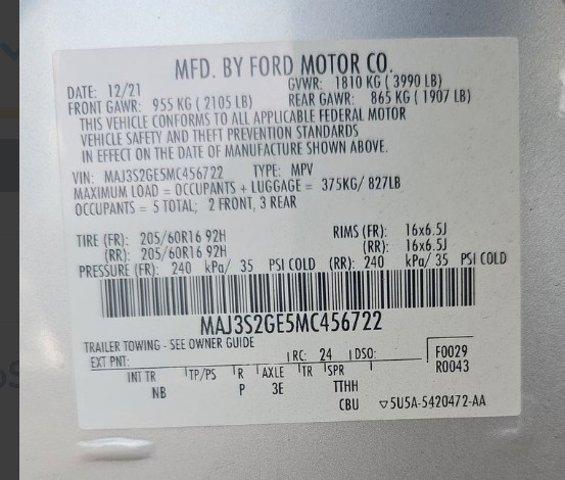 MFD. BY FORD MOTOR CO.
DATE: 12/21 GVWR: 1810 KG ( 3990 LB)
FRONT GAWR: 955 KG ( 2105 LB) REAR GAWR: 865 KG ( 1907 LB)
THIS VEHICLE CONFORMS TO ALL APPLICABLE FEDERAL MOTOR
VEHICLE SAFETY AND THEFT PREVENTION STANDARDS
IN EFFECT ON THE DATE OF MANUFACTURE SHOWN ABOVE.
VIN: MAJ3S2GE5MC456722 TYPE: MPV
MAXIMUM LOAD = OCCUPANTS + LUGGAGE = 375KG/ 827LB
OCCUPANTS = 5 TOTAL; 2 FRONT, 3 REAR
TIRE (FR): 205/60R16 92H RIMS (FR): 16x6.5J
(RR): 205/60R16 92H (RR): 16x6.5J
PRESSURE (FR): 240 kPa/ 35 PSI COLD (RR): 240 kPa/ 35 PSI COLD
MAJ3S2GE5MC456722
TRAILER TOWING - SEE OWNER GUIDE
EXT PNT: RC: 24 DSO: F0029
R0043
INT TR TP/PS R AXLE TR SPR
NB P 3E TTHH
CBU ▽5U5A-5420472-AA